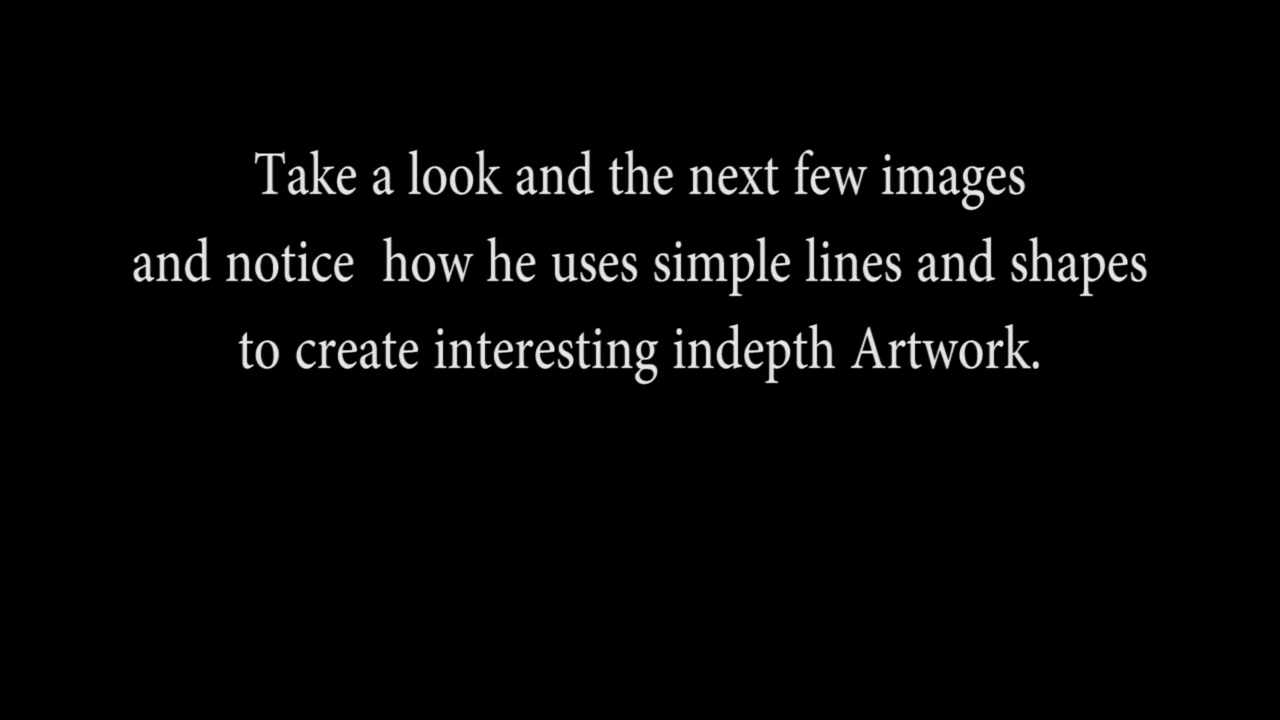 Take a look and the next few images
and notice  how he uses simple lines and shapes
to create interesting indepth Artwork.